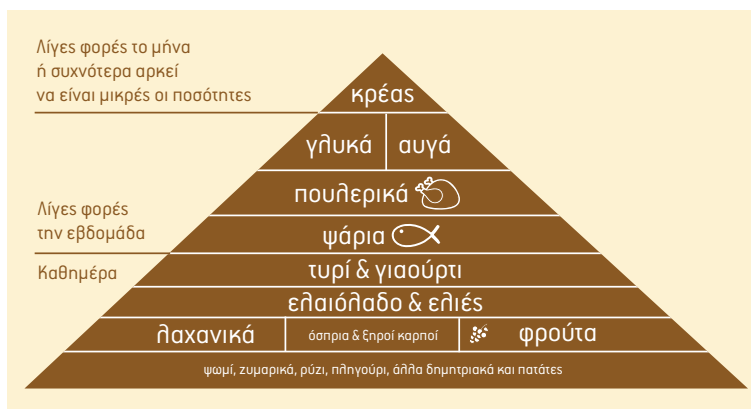 Λίγες φορές το μήνα
ή συχνότερα αρκεί
να είναι μικρές οι ποσότητες
κρέας
γλυκά αυγά
πουλερικά
Λίγες φορές
την εβδομάδα
ψάρια
Καθημέρα
τυρί & γιαούρτι
ελαιόλαδο & ελιές
λαχανικά όσπρια & ξηροί καρποί φρούτα
ψωμί, ζυμαρικά, ρύζι, πληγούρι, άλλα δημητριακά και πατάτες